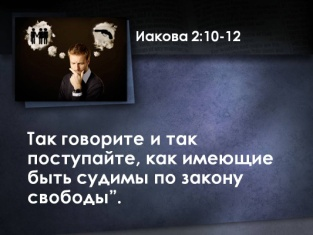 Иакова 2:10-12
Так говорите и так
поступайте, как имеющие
быть судимы по закону
свободы”.